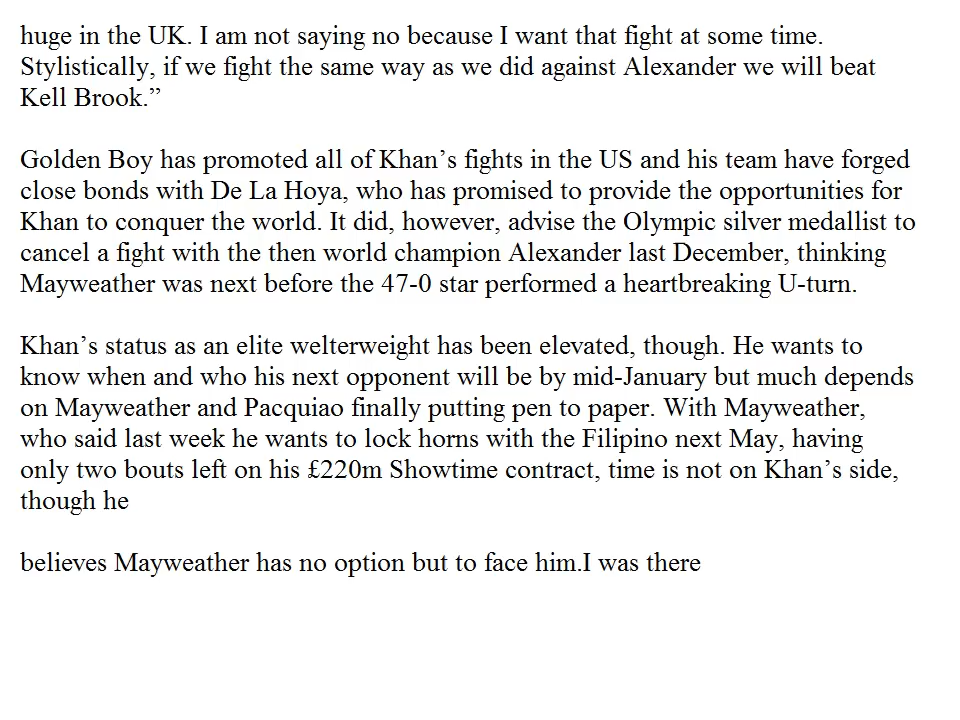 huge in the UK. I am not saying no because I want that fight at some time.
Stylistically, if we fight the same way as we did against Alexander we will beat
Kell Brook.”
Golden Boy has promoted all of Khan’s fights in the US and his team have forged
close bonds with De La Hoya, who has promised to provide the opportunities for
Khan to conquer the world. It did, however, advise the Olympic silver medallist to
cancel a fight with the then world champion Alexander last December, thinking
Mayweather was next before the 47-0 star performed a heartbreaking U-turn.
Khan’s status as an elite welterweight has been elevated, though. He wants to
know when and who his next opponent will be by mid-January but much depends
on Mayweather and Pacquiao finally putting pen to paper. With Mayweather,
who said last week he wants to lock horns with the Filipino next May, having
only two bouts left on his £220m Showtime contract, time is not on Khan’s side,
though he
believes Mayweather has no option but to face him.I was there